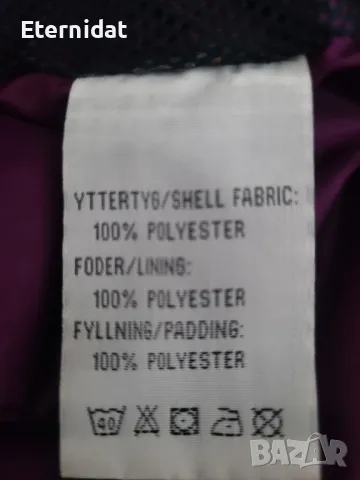 Eternidat
YTTERTYG/SHELL FABRIC:
100% POLYESTER
FODER/LINING:
100% POLYESTER
FYLLNING/PADDING:
100% POLYESTER
40
BAZAR